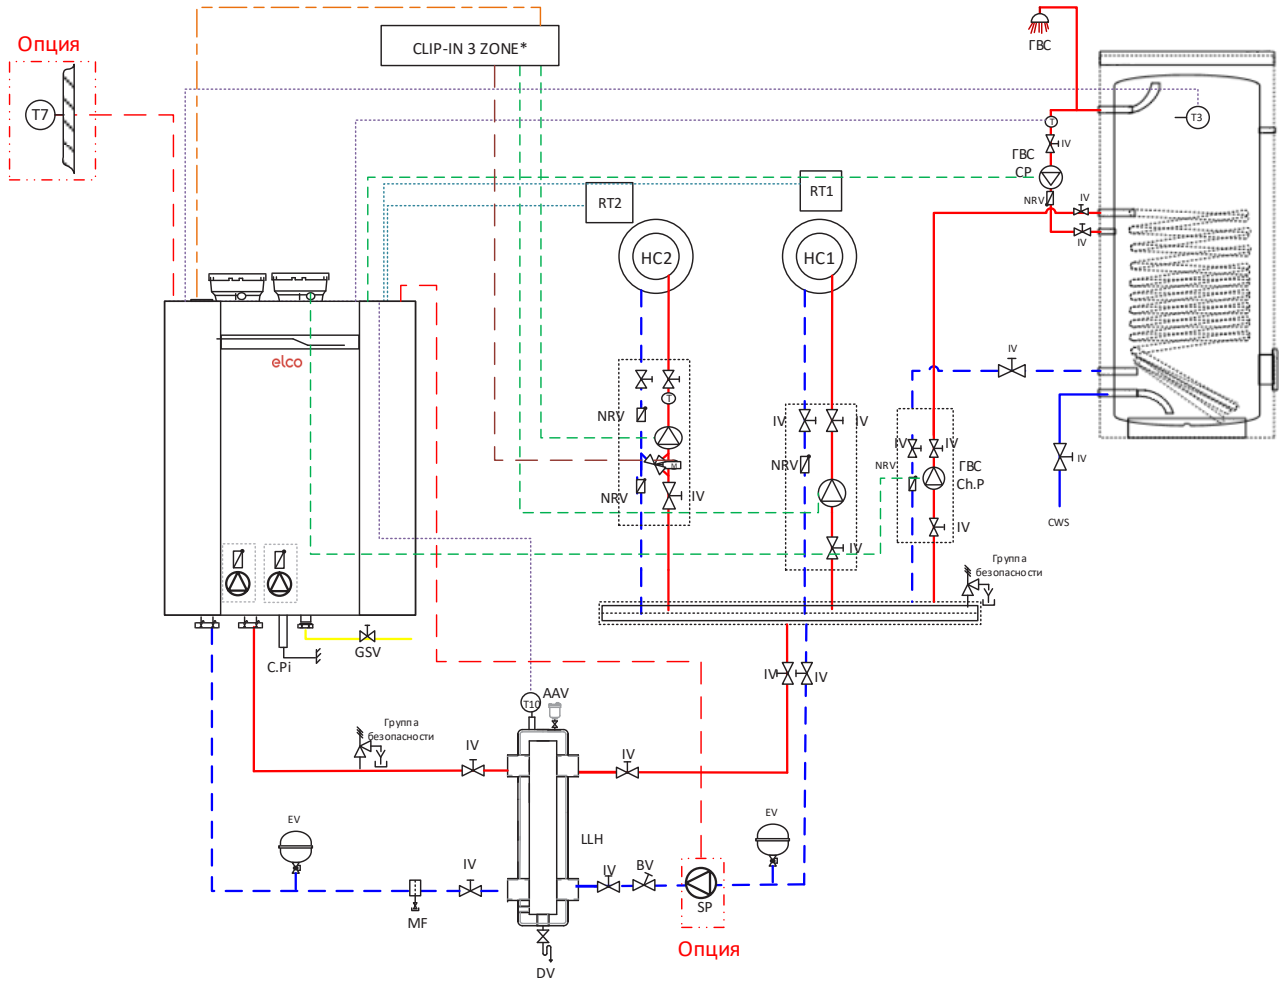 CLIP-IN 3 ZONE*
ГВС
Опция
T7
T3
T
IV
ГВС
CP
NRV
IV
IV
RT2
RT1
HC2
HC1
elco
IV
T
NRV
M
NRV
IV
IV
IV
NRV
IV
IV
IV
NRV
ГВС
Ch.P
IV
IV
CWS
Группа
безопасности
C.Pi
GSV
IV
IV
T10
AAV
Группа
безопасности
IV
IV
EV
LLH
EV
IV
IV
BV
MF
SP
Опция
DV